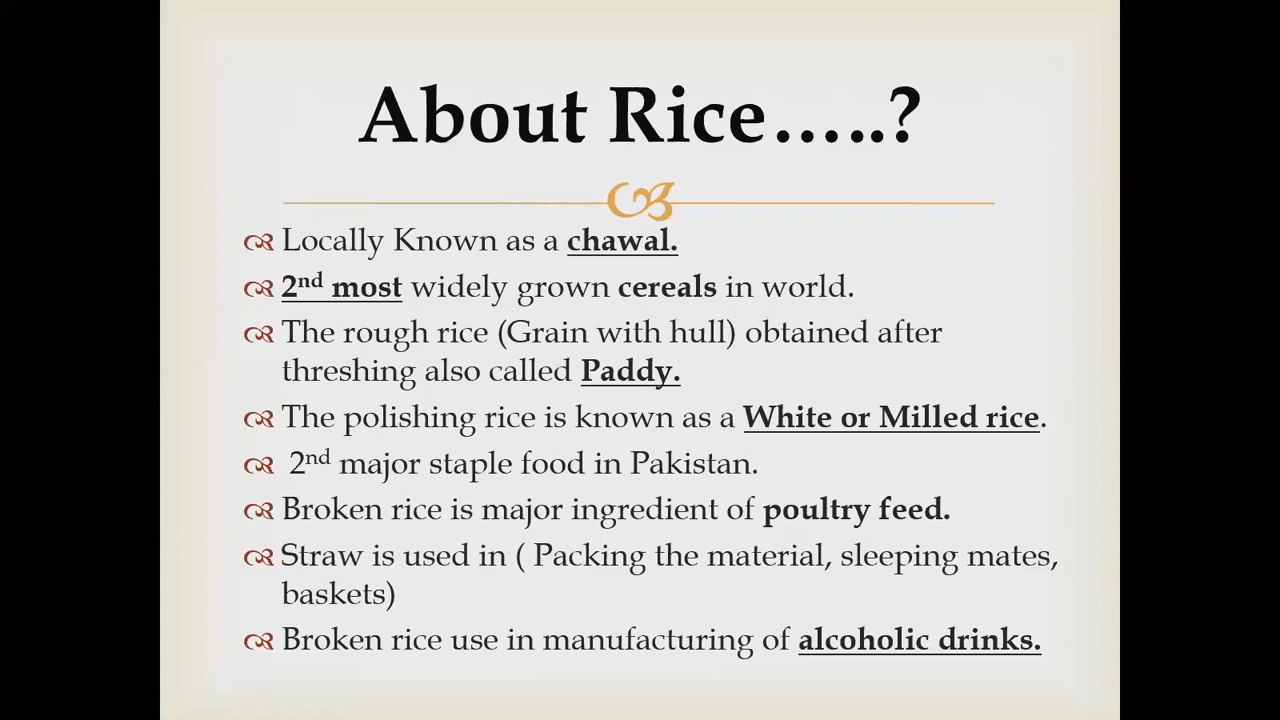 About Rice…..?
Locally Known as a chawal.
2nd most widely grown cereals in world.
The rough rice (Grain with hull) obtained after
threshing also called Paddy.
The polishing rice is known as a White or Milled rice.
2nd major staple food in Pakistan.
Broken rice is major ingredient of poultry feed.
Straw is used in ( Packing the material, sleeping mates,
baskets)
Broken rice use in manufacturing of alcoholic drinks.